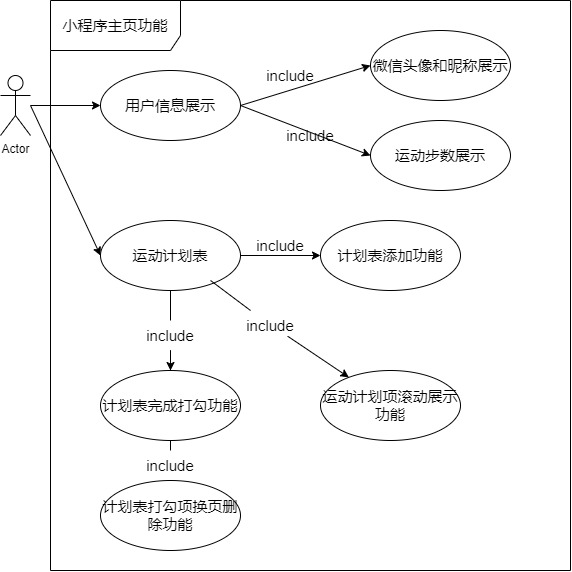 小程序主页功能
微信头像和昵称展示
include
用户信息展示
include
Actor
运动步数展示
运动计划表
include
计划表添加功能
include
include
计划表完成打勾功能
运动计划项滚动展示
功能
include
计划表打勾项换页删
除功能